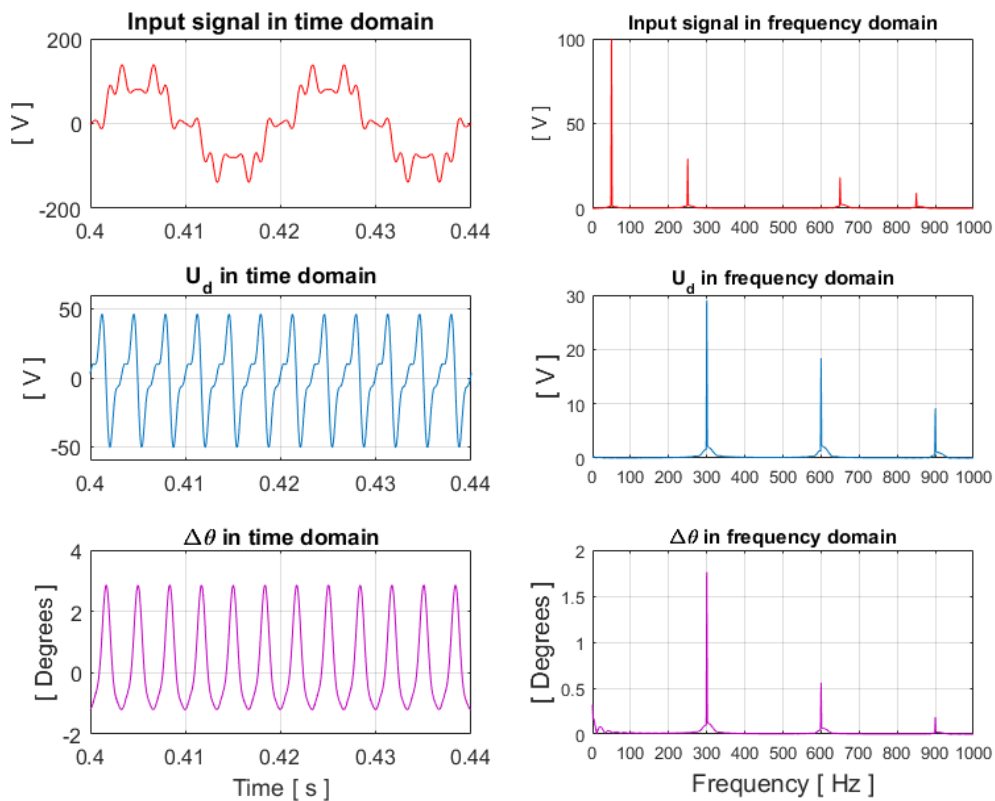 Input signal in time domain
[ V ]
200
0
-200
0.4 0.41 0.42 0.43 0.44
Input signal in frequency domain
[ V ]
100
50
0
0 100 200 300 400 500 600 700 800 900 1000
U_d in time domain
[ V ]
50
0
-50
0.4 0.41 0.42 0.43 0.44
U_d in frequency domain
[ V ]
30
20
10
0
0 100 200 300 400 500 600 700 800 900 1000
Δθ in time domain
[ Degrees ]
4
2
0
-2
0.4 0.41 0.42 0.43 0.44
Time [ s ]
Δθ in frequency domain
[ Degrees ]
2
1.5
1
0.5
0
0 100 200 300 400 500 600 700 800 900 1000
Frequency [ Hz ]